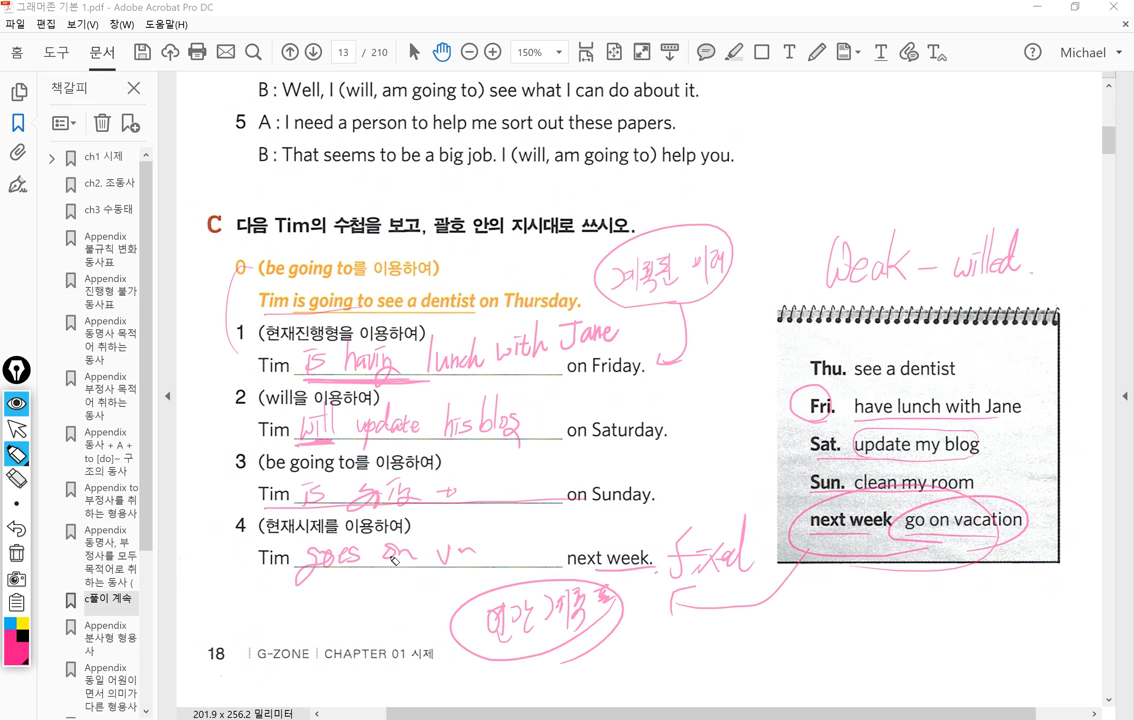 그래머존 기본 1.pdf - Adobe Acrobat Pro DC
파일 편집 보기(V) 창(W) 도움말(H)
홈 도구 문서 13 / 210 150% Michael
책갈피
ch1 시제
ch2. 조동사
ch3 수동태
Appendix
불규칙 변화
동사표
Appendix
진행형 불가
동사표
Appendix
동명사 목적
어 취하는
동사
Appendix
부정사 목적
어 취하는
동사
Appendix
동사 + A +
to [do]~ 구
조의 동사
Appendix to
부정사를 취
하는 형용사
Appendix
동명사, 부
정사를 모두
목적로 취
하는 동사 (
c풀이 계속
Appendix
분사형 형용
사
Appendix
동일 어원이
면서 의미가
다른 형용사
B : Well, I (will, am going to) see what I can do about it.
5 A : I need a person to help me sort out these papers.
B : That seems to be a big job. I (will, am going to) help you.
C 다음 Tim의 수첩을 보고, 괄호 안의 지시대로 쓰시오.
0 (be going to를 이용하여)
Tim is going to see a dentist on Thursday.
계획된 미래
Weak - willed.
1 (현재진행형을 이용하여)
Tim is having lunch with Jane on Friday.
2 (will을 이용하여)
Tim will update his blog on Saturday.
3 (be going to를 이용하여)
Tim is going to on Sunday.
4 (현재시제를 이용하여)
Tim goes on next week. fixed
Thu. see a dentist
Fri. have lunch with Jane
Sat. update my blog
Sun. clean my room
next week go on vacation
연간 계획표
18 G-ZONE CHAPTER 01 시제
201.9 x 256.2 밀리미터